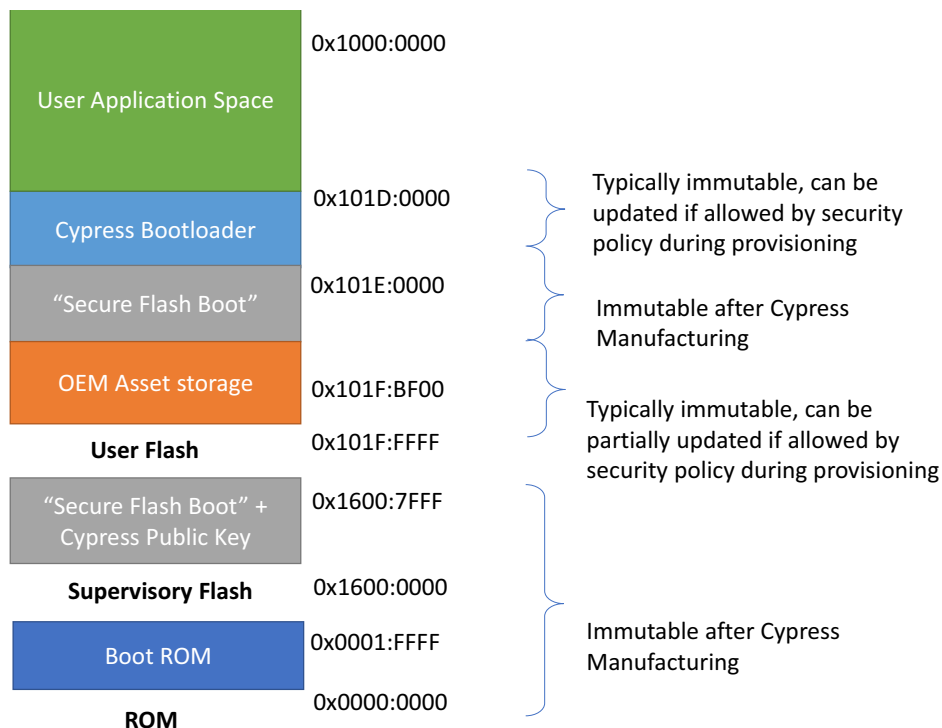 0x1000:0000
User Application Space
0x101D:0000
Typically immutable, can be
updated if allowed by security
policy during provisioning
Cypress Bootloader
0x101E:0000
“Secure Flash Boot”
Immutable after Cypress
Manufacturing
OEM Asset storage
0x101F:BF00
Typically immutable, can be
partially updated if allowed by
security policy during provisioning
0x101F:FFFF
User Flash
0x1600:7FFF
“Secure Flash Boot” +
Cypress Public Key
Supervisory Flash
0x1600:0000
0x0001:FFFF
Boot ROM
Immutable after Cypress
Manufacturing
0x0000:0000
ROM